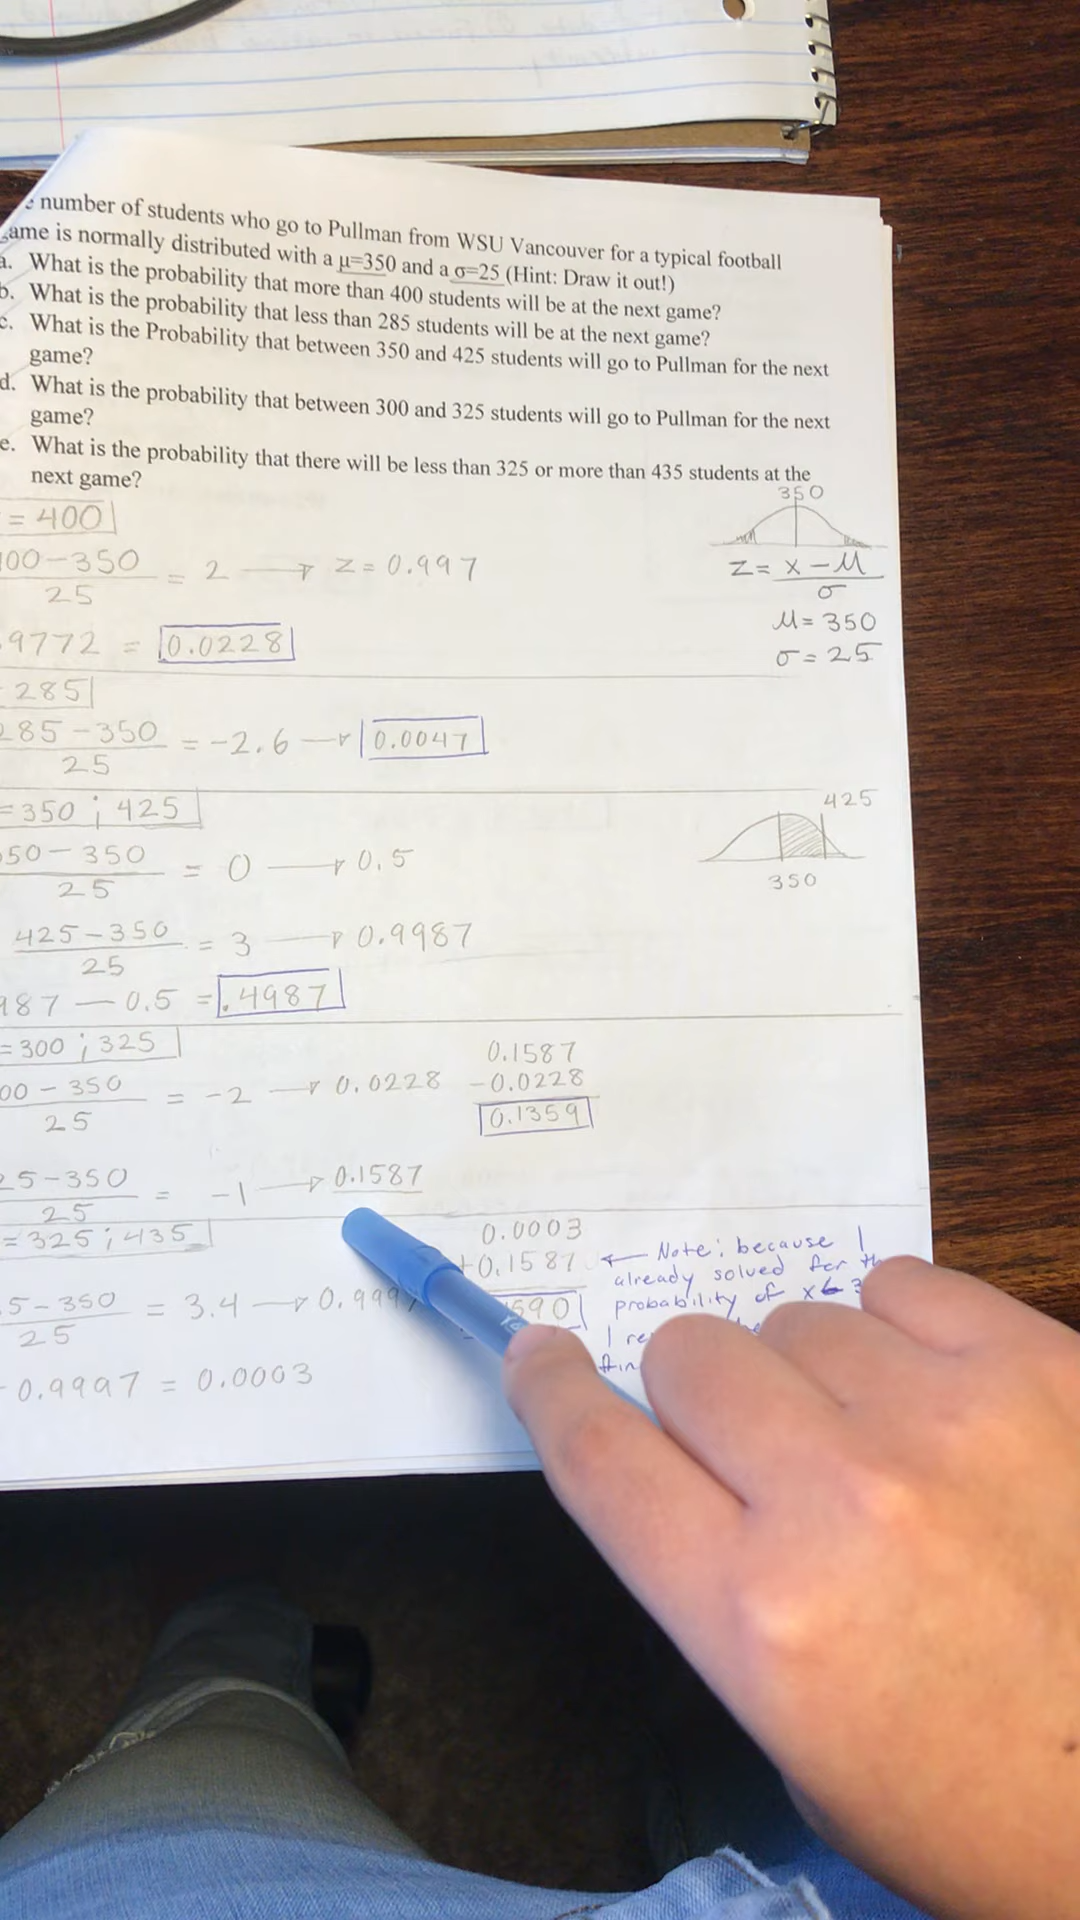 number of students who go to Pullman from WSU Vancouver for a typical football
ame is normally distributed with a μ=350 and a σ=25 (Hint: Draw it out!)
a. What is the probability that more than 400 students will be at the next game?
b. What is the probability that less than 285 students will be at the next game?
c. What is the Probability that between 350 and 425 students will go to Pullman for the next
game?
d. What is the probability that between 300 and 325 students will go to Pullman for the next
game?
e. What is the probability that there will be less than 325 or more than 435 students at the
next game?
350
= 400
00-350
25
= 2 → z = 0.997
z = x - μ
σ
μ = 350
σ = 25
.9772 = 0.0228
285
285-350
25
= -2.6 → 0.0047
= 350 ; 425
425
350
50-350
25
= 0 → 0.5
425-350
25
= 3 → 0.9987
987 - 0.5 = .4987
= 300 ; 325
00-350
25
= -2 → 0.0228
0.1587
-0.0228
0.1359
25-350
25
= -1 → 0.1587
= 325 ; 435
5-350
25
= 3.4 → 0.999
- 0.9997 = 0.0003
0.0003
+0.1587
590
← Note: because I
already solved for th
probability of x<3
I re